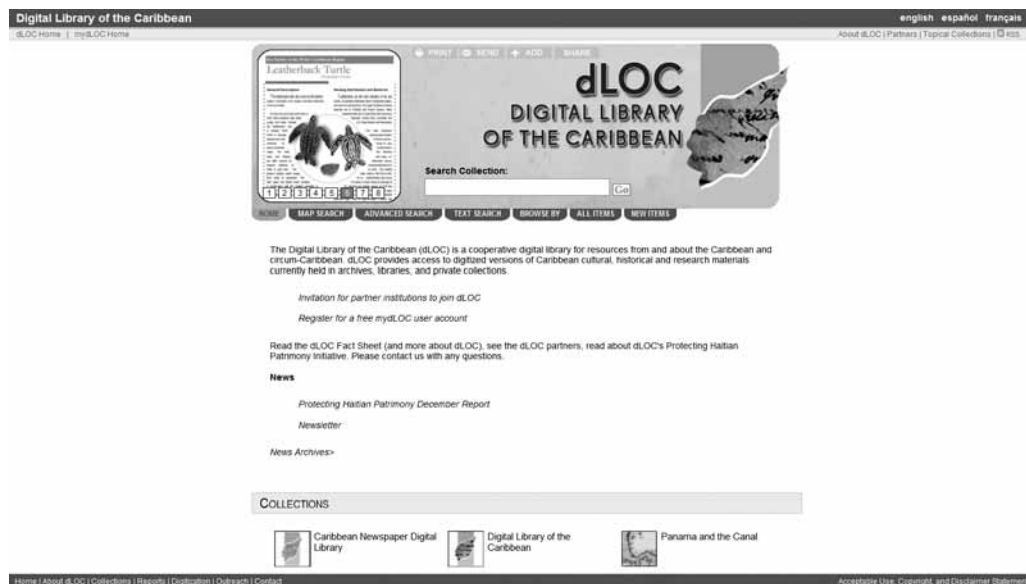 Digital Library of the Caribbean
english español français
dLOC Home | mydLOC Home
About dLOC | Partners | Topical Collections | RSS
PRINT SEND ADD SHARE
Leatherback Turtle
dLOC
DIGITAL LIBRARY
OF THE CARIBBEAN
Search Collection:
Go
1 2 3 4 5 6 7 8
HOME MAP SEARCH ADVANCED SEARCH TEXT SEARCH BROWSE BY ALL ITEMS NEW ITEMS
The Digital Library of the Caribbean (dLOC) is a cooperative digital library for resources from and about the Caribbean and
circum-Caribbean. dLOC provides access to digitized versions of Caribbean cultural, historical and research materials
currently held in archives, libraries, and private collections.
Invitation for partner institutions to join dLOC
Register for a free mydLOC user account
Read the dLOC Fact Sheet (and more about dLOC), see the dLOC partners, read about dLOC's Protecting Haitian
Patrimony Initiative. Please contact us with any questions.
News
Protecting Haitian Patrimony December Report
Newsletter
News Archives>
COLLECTIONS
Caribbean Newspaper Digital
Library
Digital Library of the
Caribbean
Panama and the Canal
Home | About dLOC | Collections | Reports | Digitization | Outreach | Contact
Acceptable Use, Copyright, and Disclaimer Statement